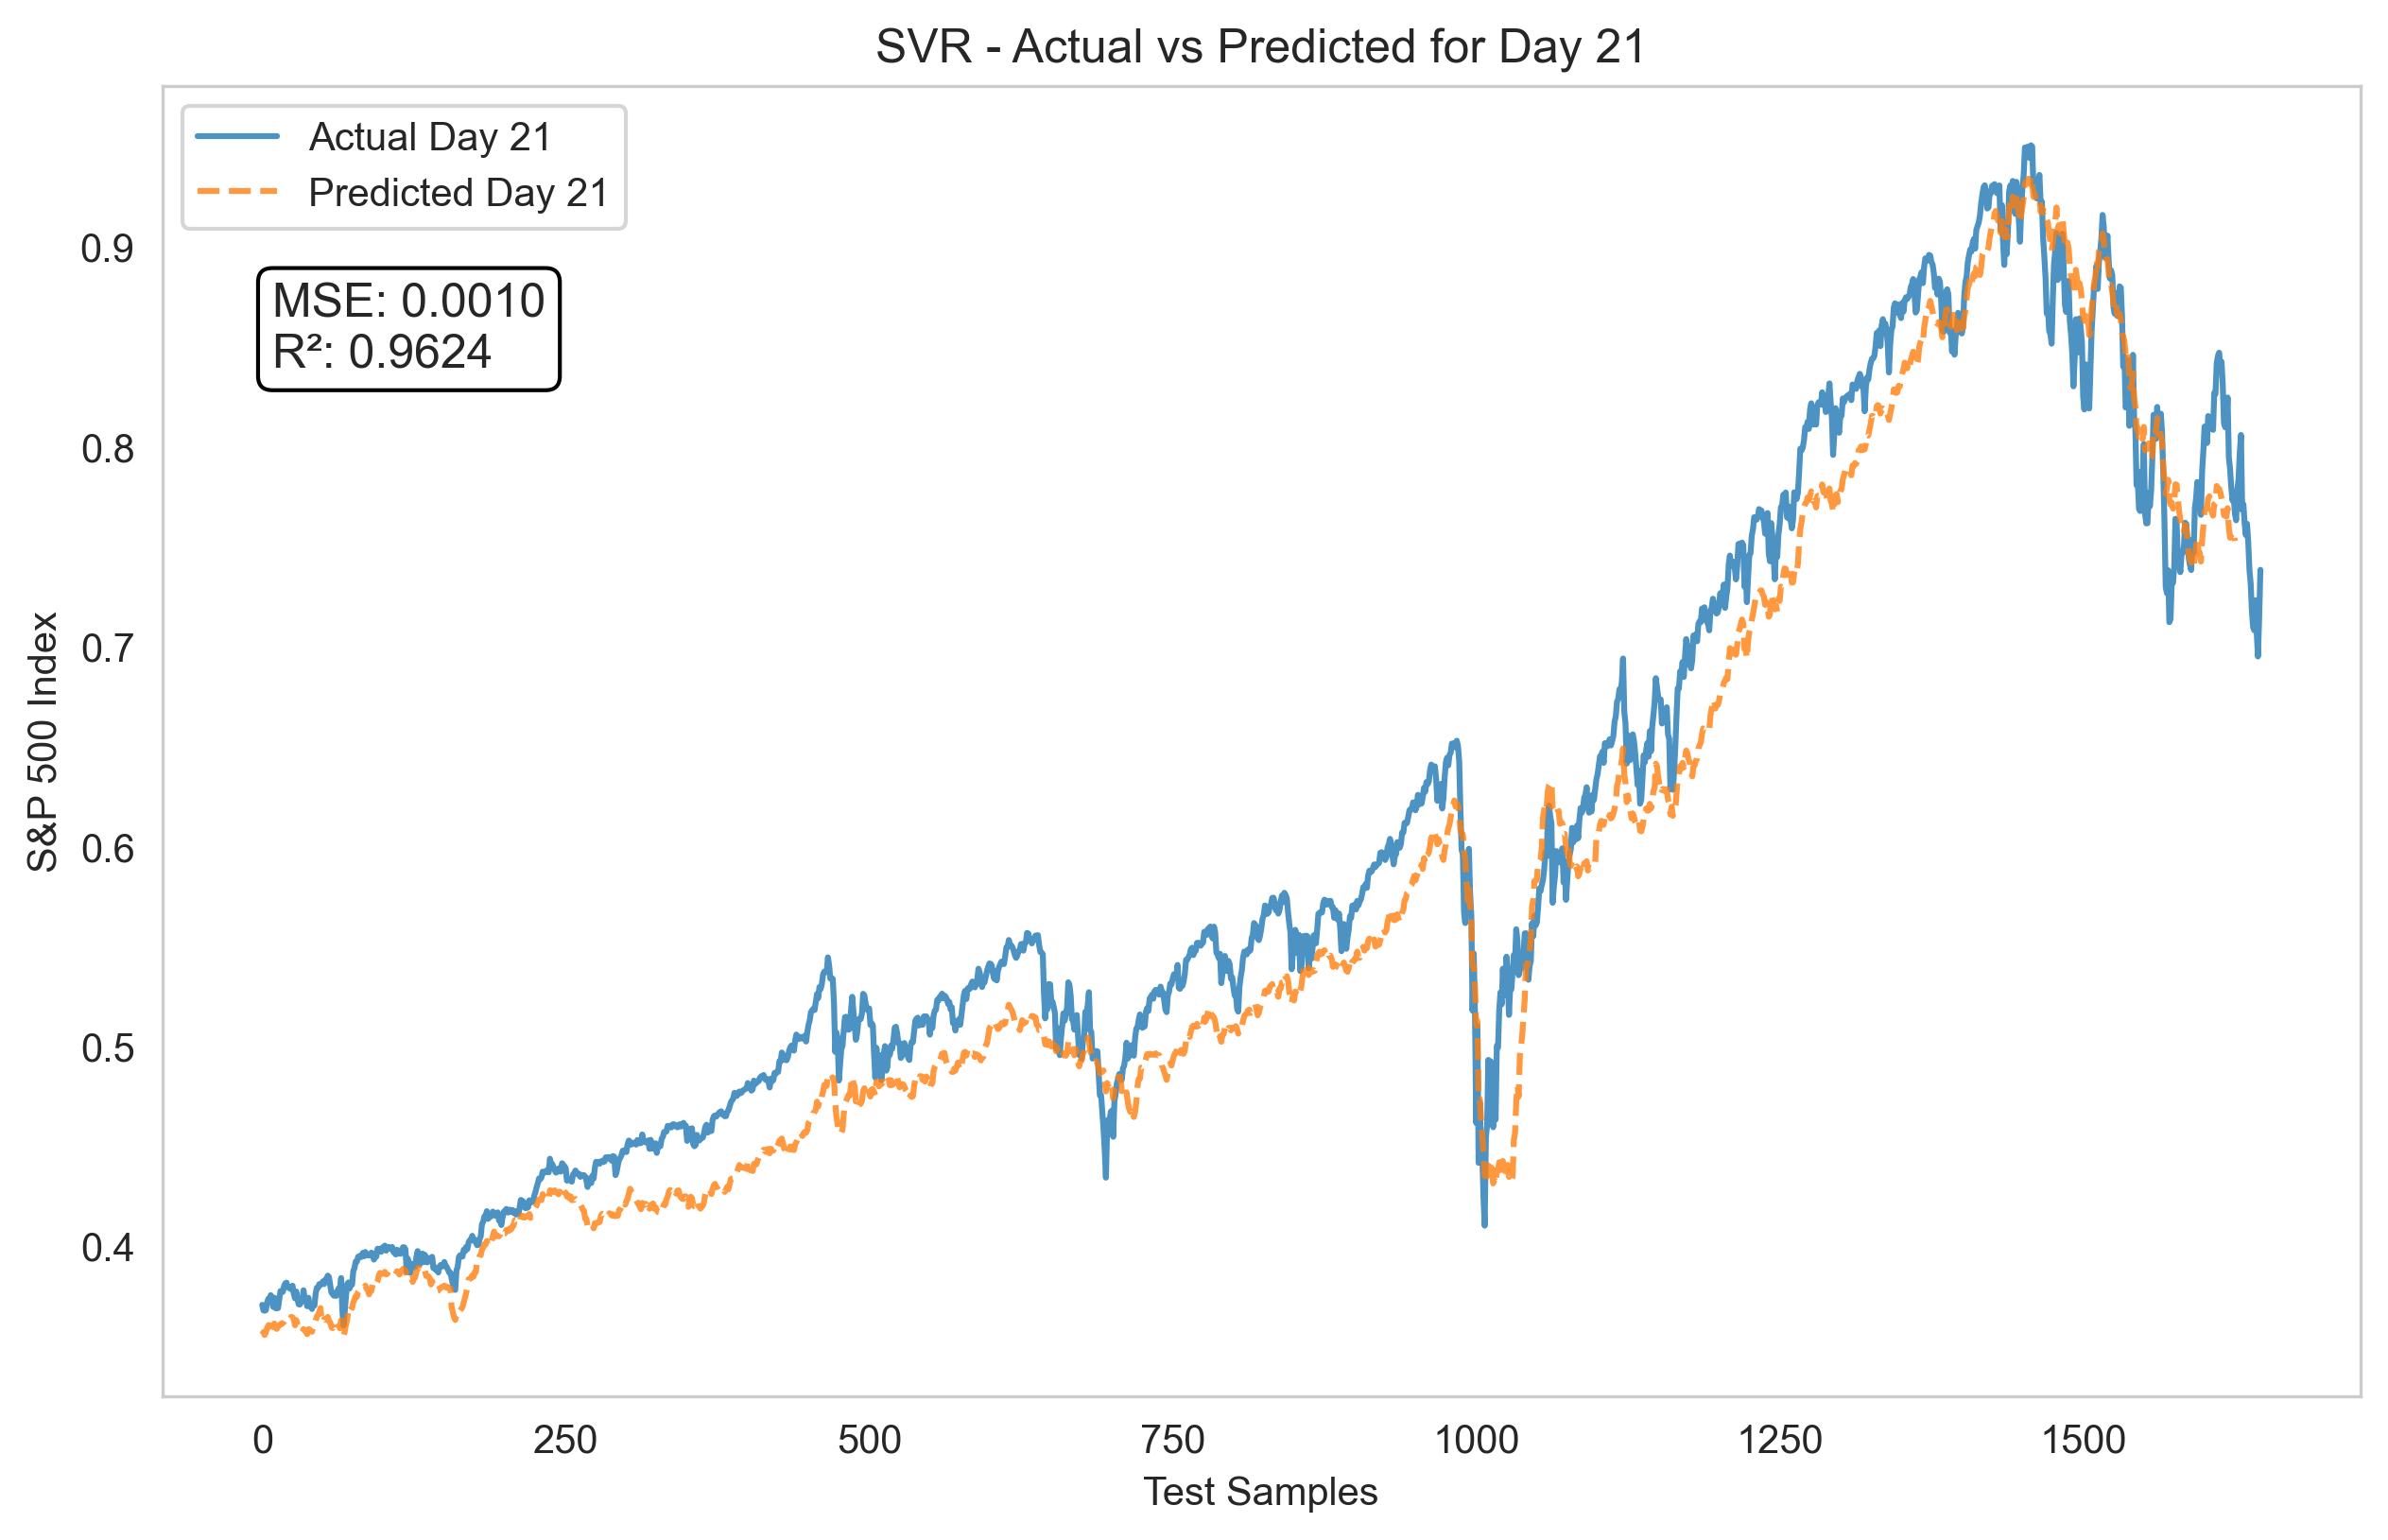 SVR - Actual vs Predicted for Day 21
Actual Day 21
Predicted Day 21
MSE: 0.0010
R²: 0.9624
0.9
0.8
0.7
0.6
0.5
0.4
S&P 500 Index
0 250 500 750 1000 1250 1500
Test Samples